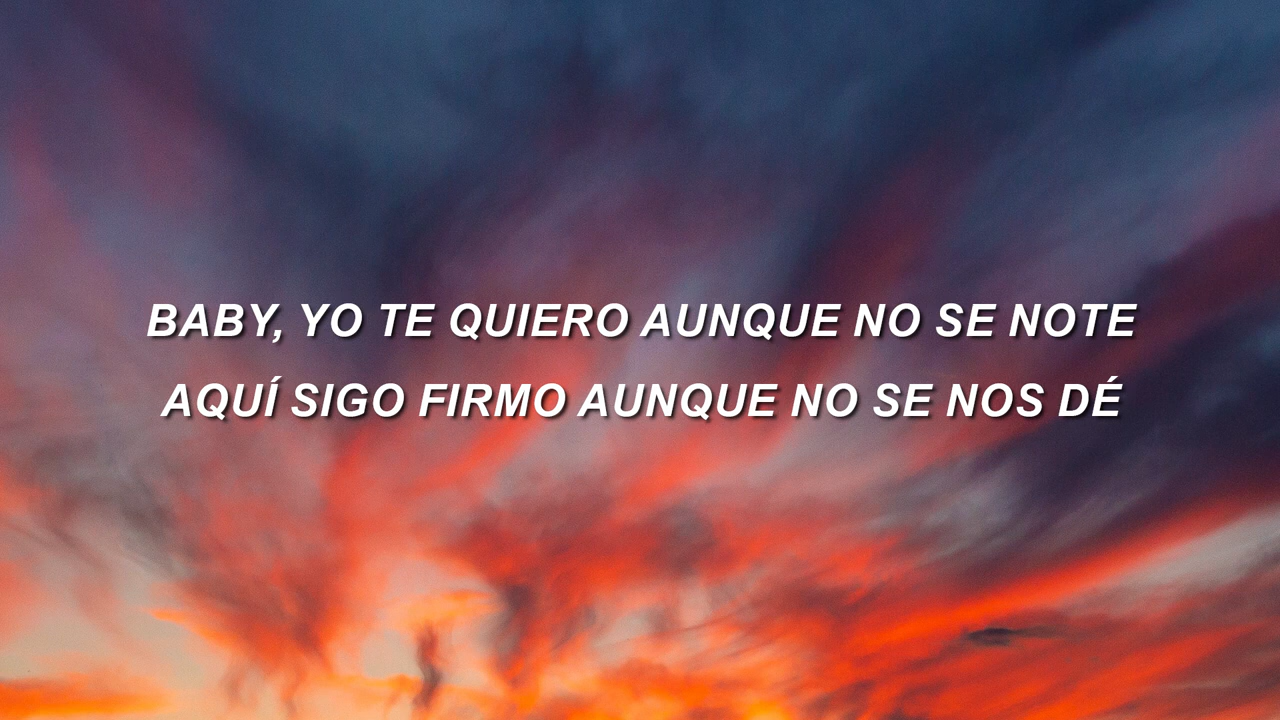 BABY, YO TE QUIERO AUNQUE NO SE NOTE
AQUÍ SIGO FIRMO AUNQUE NO SE NOS DÉ